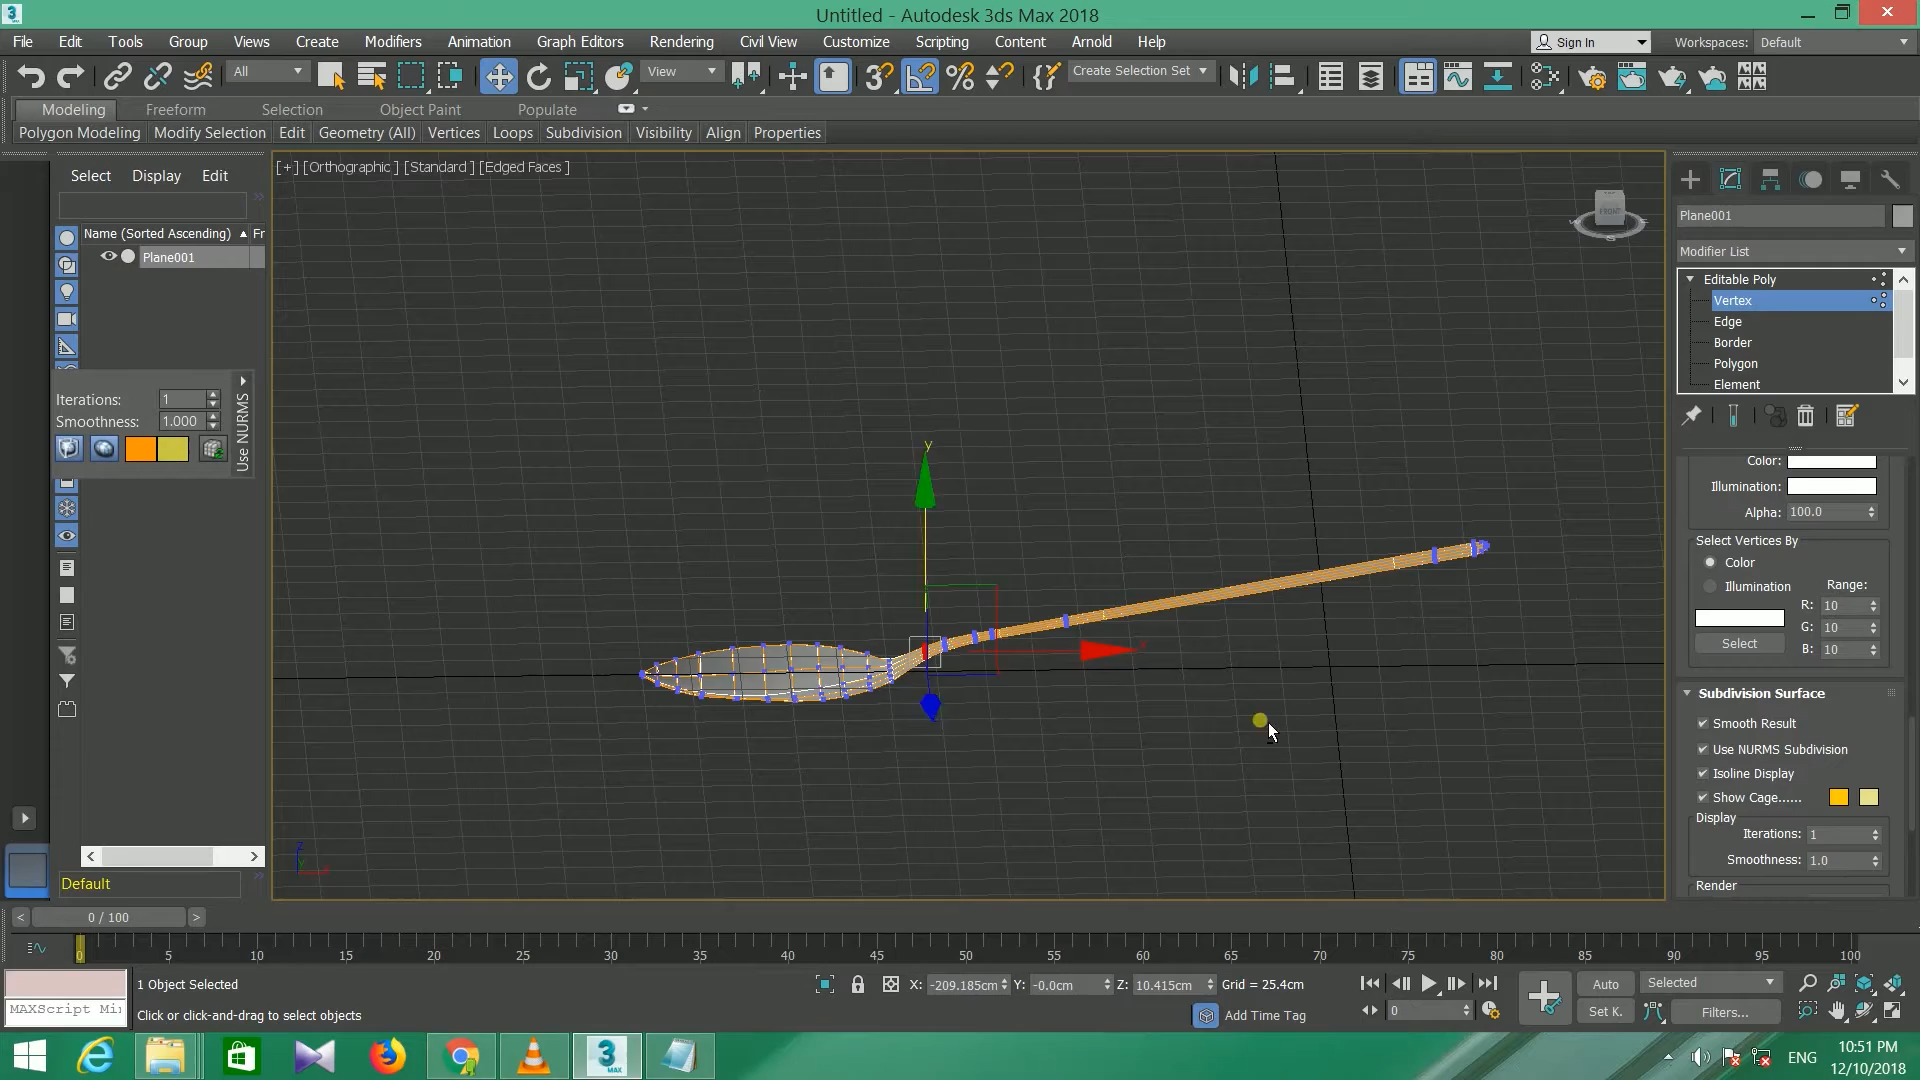 Untitled - Autodesk 3ds Max 2018
File Edit Tools Group Views Create Modifiers Animation Graph Editors Rendering Civil View Customize Scripting Content Arnold Help
Sign In
Workspaces: Default
All
View
Create Selection Set
Modeling Freeform Selection Object Paint Populate
Polygon Modeling Modify Selection Edit Geometry (All) Vertices Loops Subdivision Visibility Align Properties
[+] [Orthographic ] [Standard ] [Edged Faces ]
Select Display Edit
Name (Sorted Ascending) ▲ Fr
Plane001
Iterations: 1
Smoothness: 1.000
Use NURMS
Default
y
FRONT
Plane001
Modifier List
Editable Poly
Vertex
Edge
Border
Polygon
Element
Color:
Illumination:
Alpha: 100.0
Select Vertices By
Color
Illumination Range:
R: 10
G: 10
Select
B: 10
Subdivision Surface
Smooth Result
Use NURMS Subdivision
Isoline Display
Show Cage......
Display
Iterations: 1
Smoothness: 1.0
Render
< 0 / 100 >
0 5 10 15 20 25 30 35 40 45 50 55 60 65 70 75 80 85 90 95 100
1 Object Selected
MAXScript Mi
Click or click-and-drag to select objects
X: -209.185cm Y: -0.0cm Z: 10.415cm Grid = 25.4cm
Add Time Tag
0
Auto Selected
Set K. Filters...
3
MAX
ENG
10:51 PM
12/10/2018